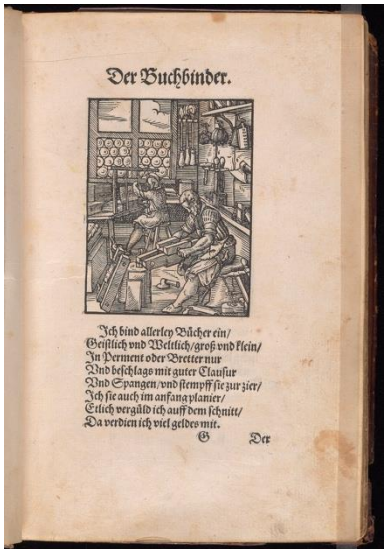 Der Buchbinder.
Ich bind allerley Bücher ein/
Geistlich vnd Weltlich/groß vnd klein/
In Perment oder Bretter nur
Vnd beschlags mit guter Clausur
Vnd Spangen/vnd stempff sie zur zier/
Ich sie auch im anfang planier/
Etlich vergüld ich auff dem schnitt/
Da verdien ich viel geldes mit.
G Der